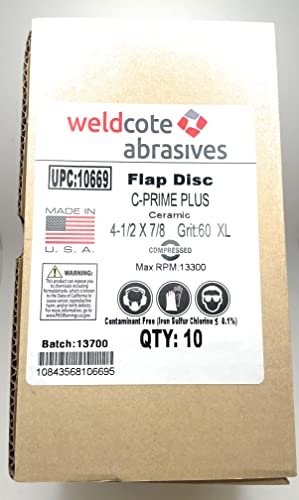 weldcote
abrasives
UPC:10669
Flap Disc
C-PRIME PLUS
Ceramic
MADE IN
U.S.A.
4-1/2 X 7/8 Grit:60 XL
COMPRESSED
Max RPM:13300
WARNING:
Contaminant Free (Iron Sulfur Chlorine ≤ 0.1%)
Batch:13700
QTY: 10
10843568106695